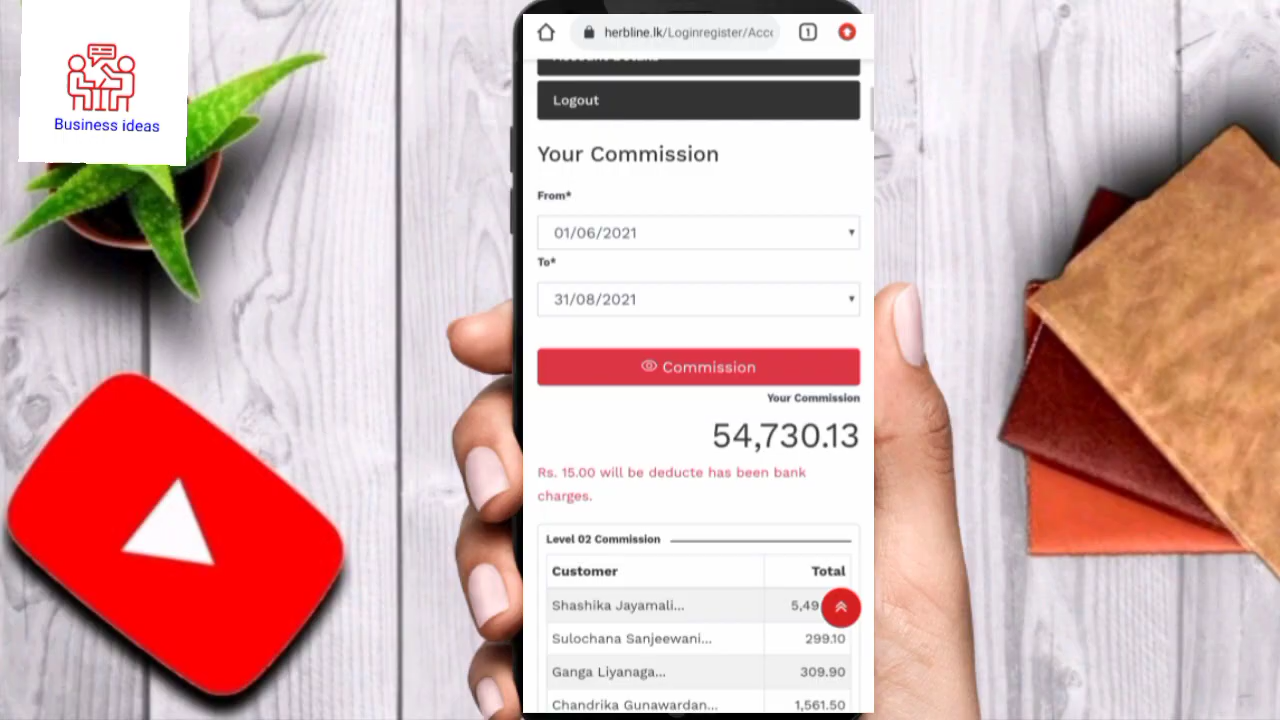 Business ideas
herbline.lk/Loginregister/Acc
1
Logout
Your Commission
From*
01/06/2021
To*
31/08/2021
Commission
Your Commission
54,730.13
Rs. 15.00 will be deducte has been bank
charges.
Level 02 Commission
Customer Total
Shashika Jayamali... 5,49
Sulochana Sanjeewani... 299.10
Ganga Liyanaga... 309.90
Chandrika Gunawardan... 1,561.50